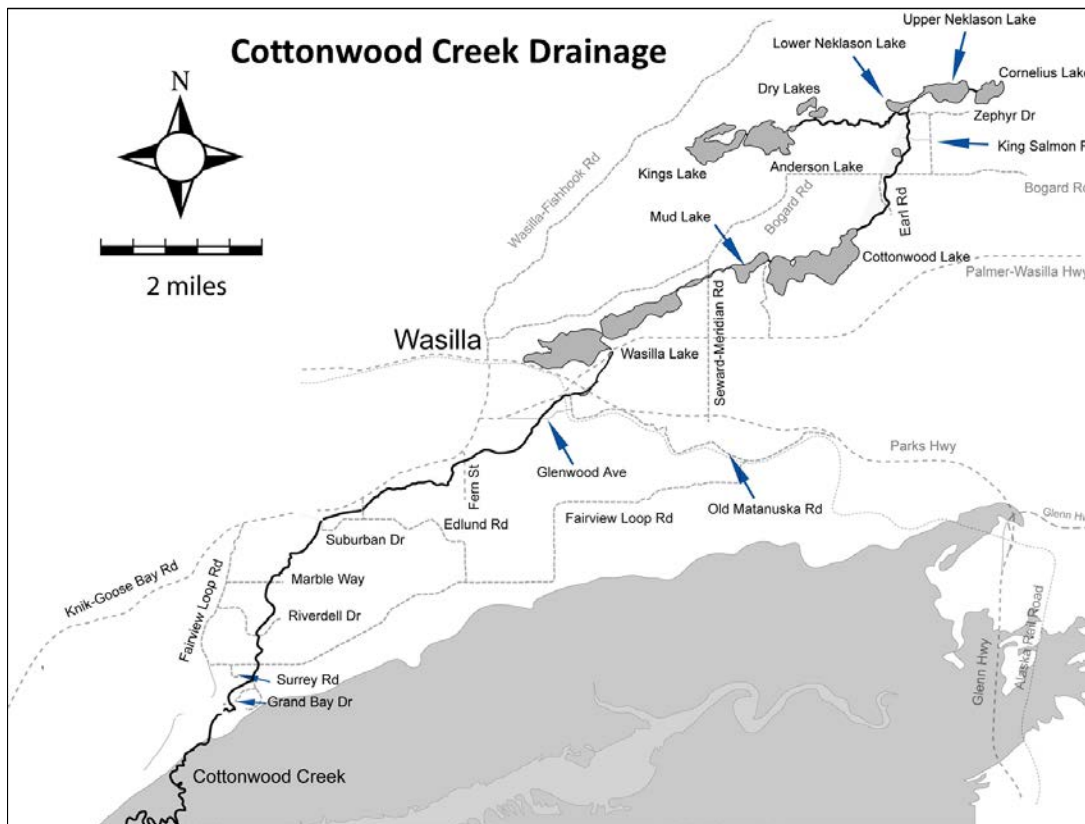 Cottonwood Creek Drainage
Upper Neklason Lake
Lower Neklason Lake
Cornelius Lake
N
Dry Lakes
Zephyr Dr
King Salmon
Kings Lake
Anderson Lake
Wasilla-Fishhook Rd
Bogard Rd
Bogard Rd
Earl Rd
Mud Lake
Cottonwood Lake
2 miles
Palmer-Wasilla Hwy
Wasilla
Wasilla Lake
Seward-Meridian Rd
Parks Hwy
Glenwood Ave
Fern St
Old Matanuska Rd
Edlund Rd
Fairview Loop Rd
Glenn
Suburban Dr
Knik-Goose Bay Rd
Fairview Loop Rd
Marble Way
Riverdell Dr
Glenn Hwy
Alaska Rail Road
Surrey Rd
Grand Bay Dr
Cottonwood Creek